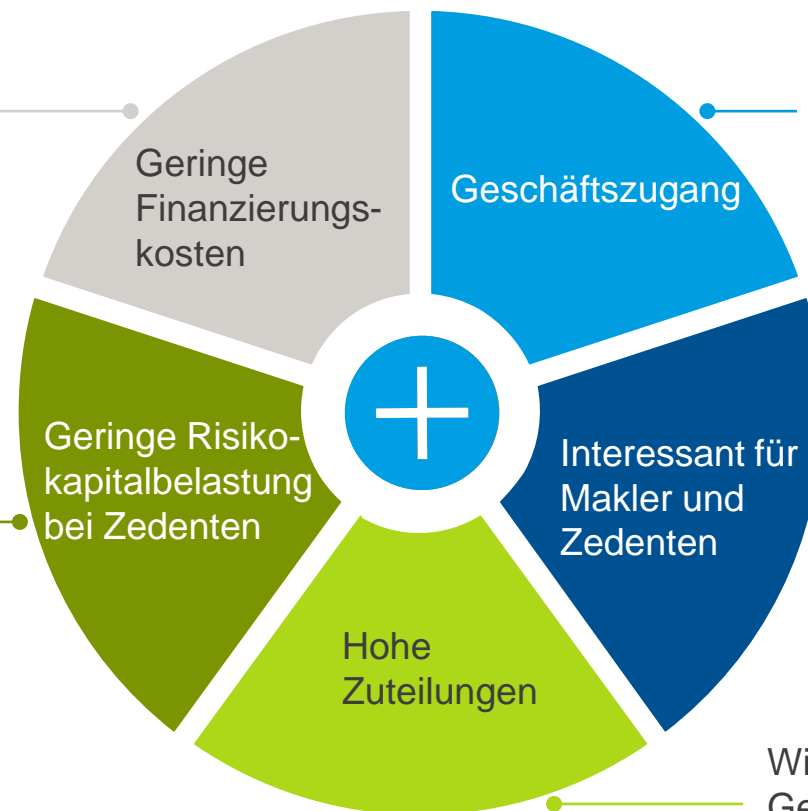 Geringe
Finanzierungs-
kosten
Geschäftszugang
Geringe Risiko-
kapitalbelastung
bei Zedenten
Interessant für
Makler und
Zedenten
Hohe
Zuteilungen